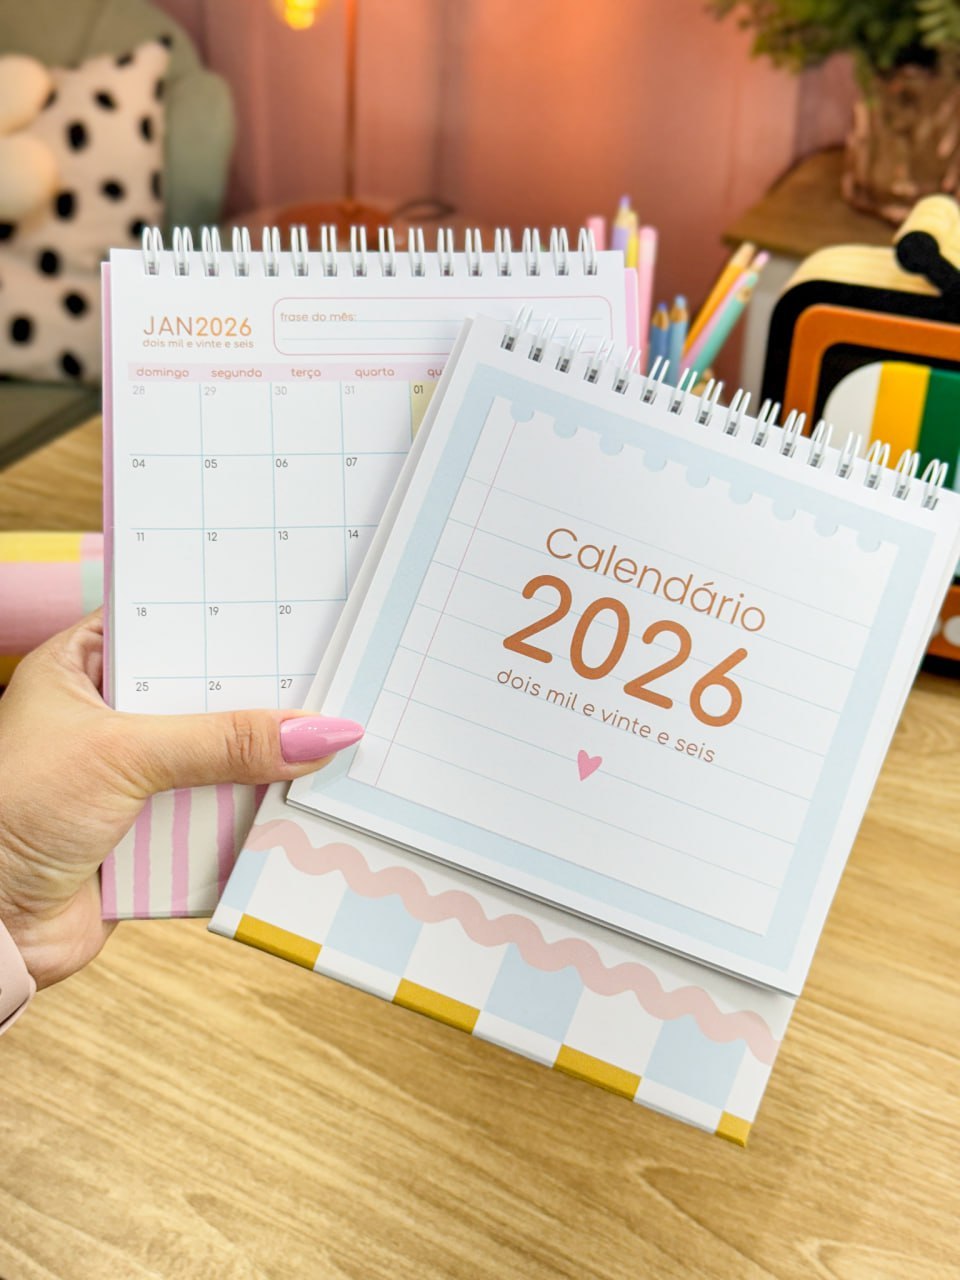 JAN2026
dois mil e vinte e seis
frase do mês:
domingo segunda terça quarta qu
28 29 30 31 01
04 05 06 07
11 12 13 14
18 19 20
25 26 27
Calendário
2026
dois mil e vinte e seis